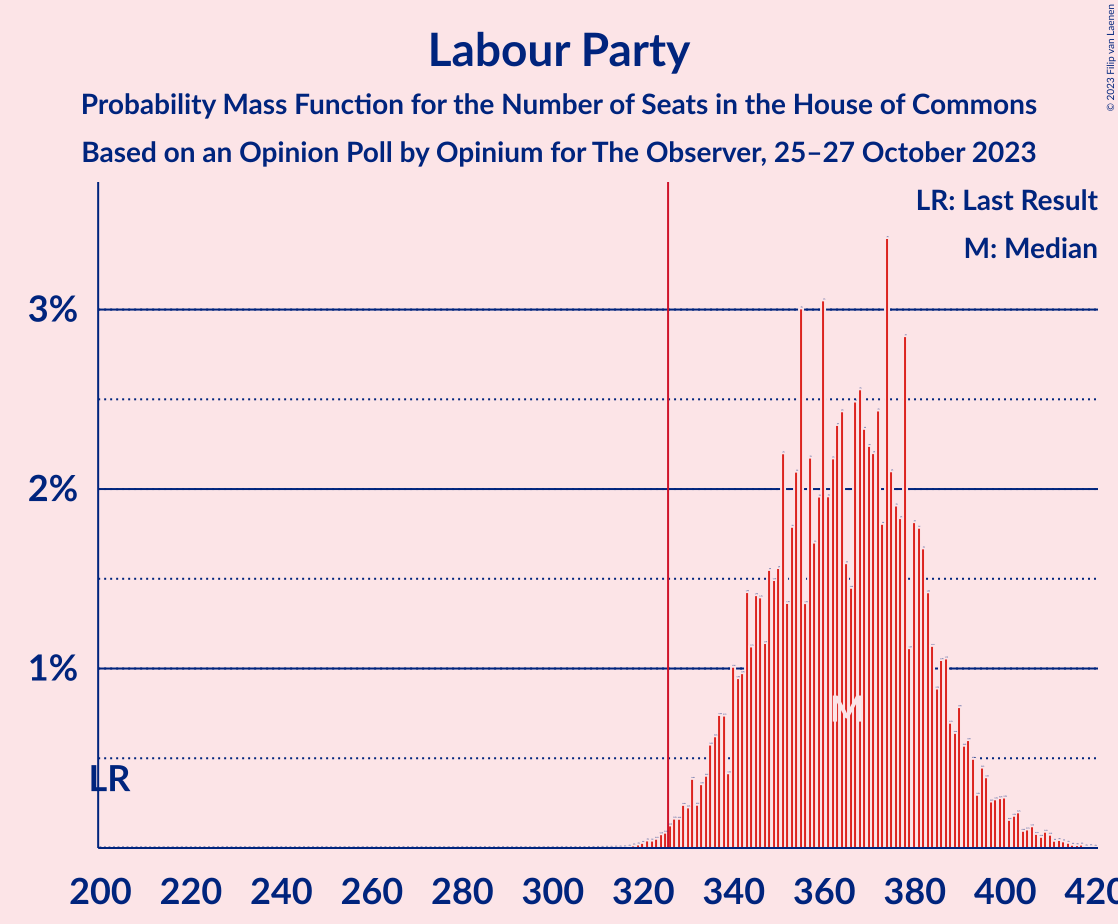 Labour Party
Probability Mass Function for the Number of Seats in the House of Commons
Based on an Opinion Poll by Opinium for The Observer, 25–27 October 2023
© 2023 Filip van Laenen
LR: Last Result
M: Median
3%
2%
1%
M
LR
200 220 240 260 280 300 320 340 360 380 400 420